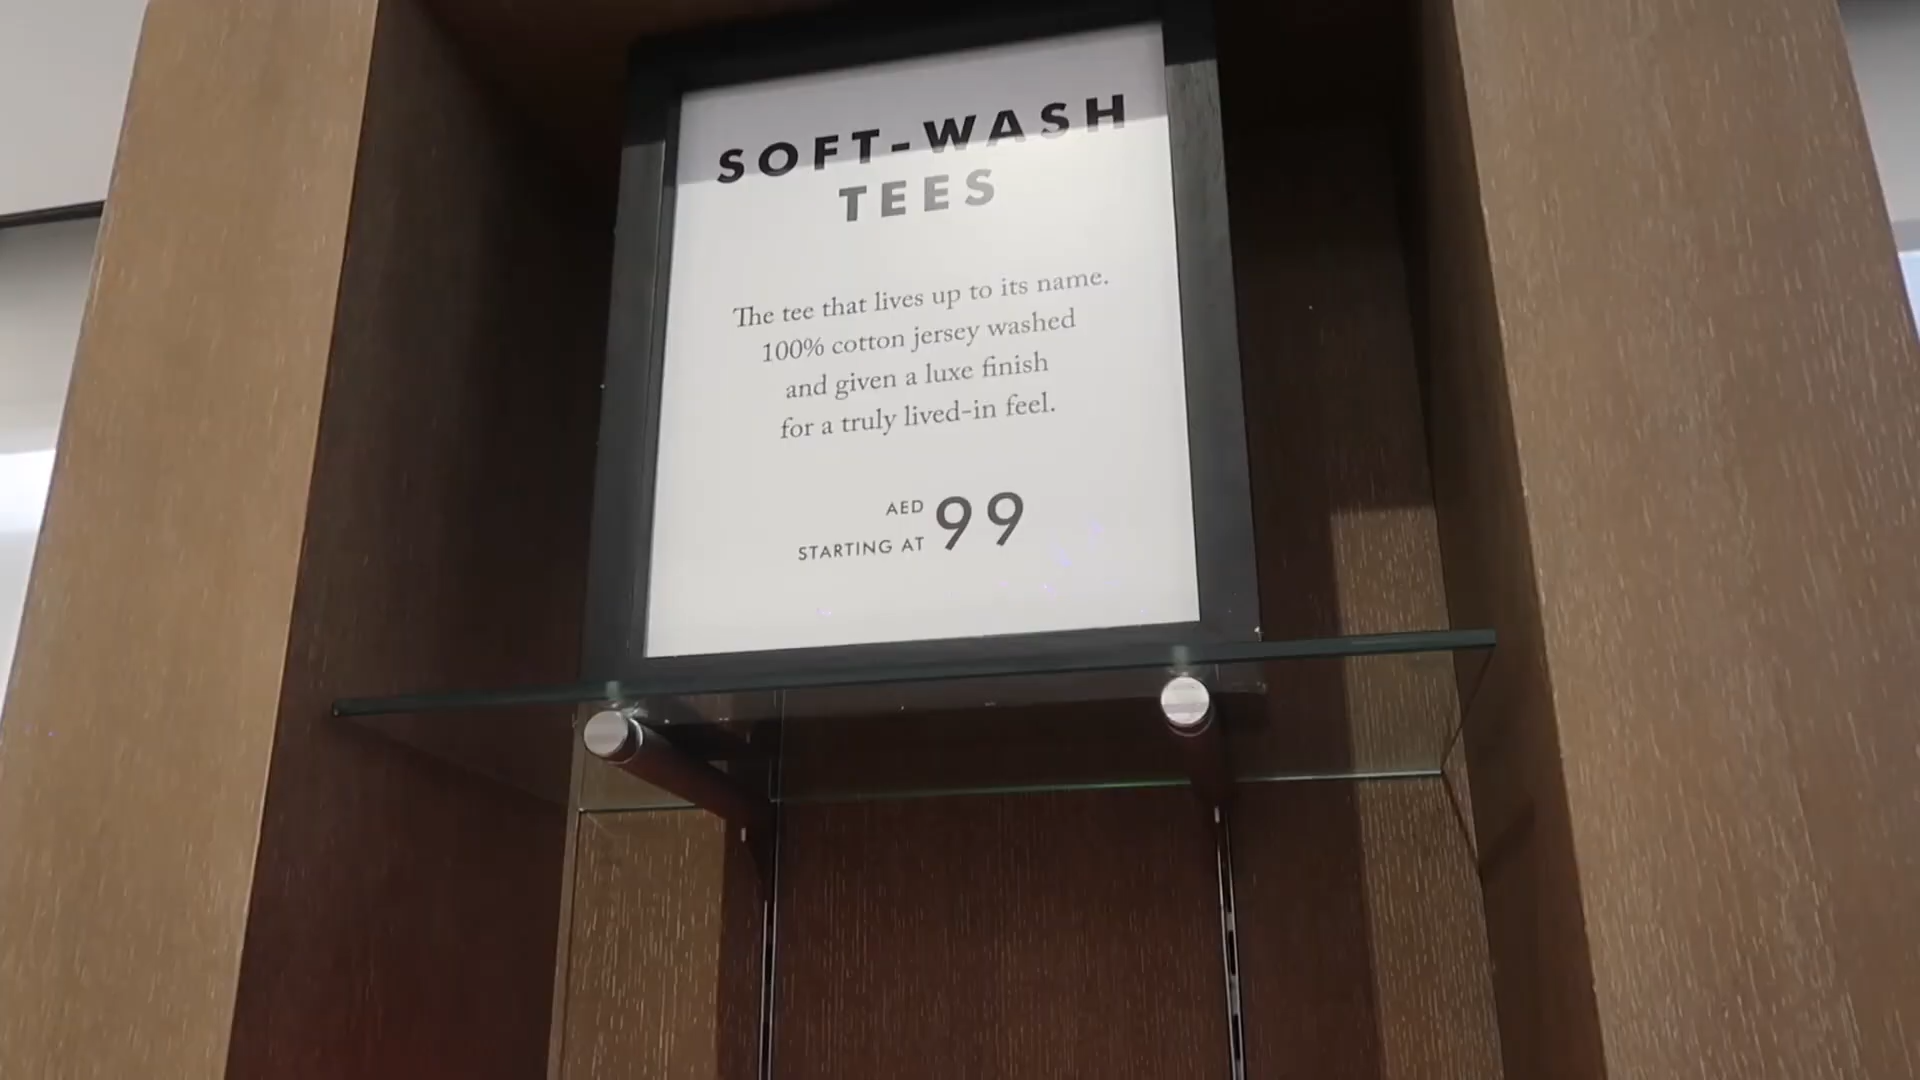 SOFT-WASH
TEES
The tee that lives up to its name.
100% cotton jersey washed
and given a luxe finish
for a truly lived-in feel.
AED
STARTING AT 99